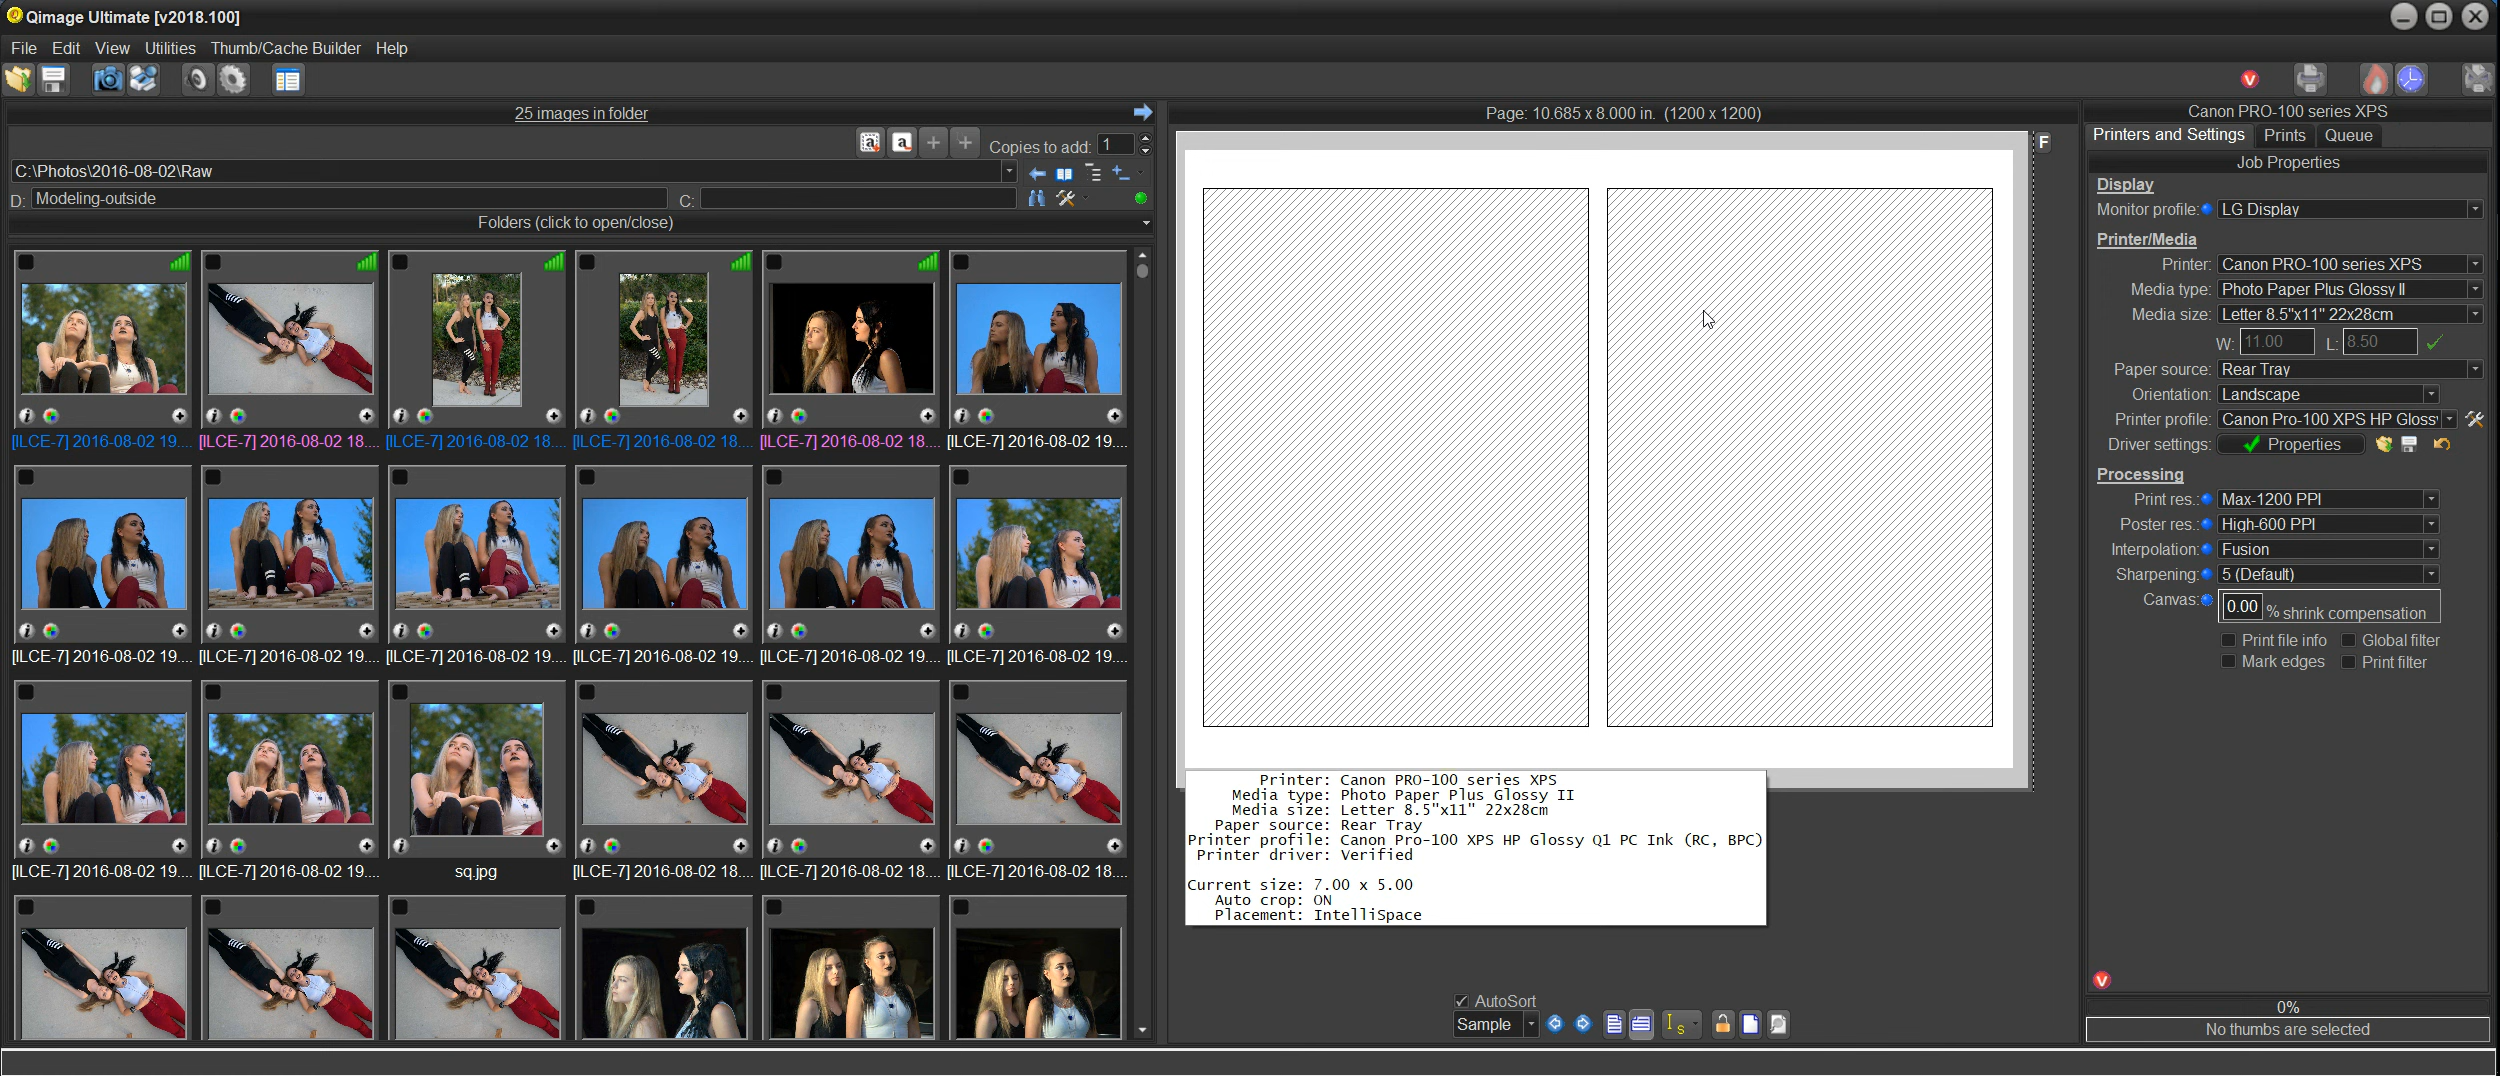 Qimage Ultimate [v2018.100]
File Edit View Utilities Thumb/Cache Builder Help
25 images in folder
Copies to add: 1
C:\Photos\2016-08-02\Raw
D: Modeling-outside C:
Folders (click to open/close)
[ILCE-7] 2016-08-02 19.... [ILCE-7] 2016-08-02 18.... [ILCE-7] 2016-08-02 18.... [ILCE-7] 2016-08-02 18.... [ILCE-7] 2016-08-02 18.... [ILCE-7] 2016-08-02 19....
[ILCE-7] 2016-08-02 19.... [ILCE-7] 2016-08-02 19.... [ILCE-7] 2016-08-02 19.... [ILCE-7] 2016-08-02 19.... [ILCE-7] 2016-08-02 19.... [ILCE-7] 2016-08-02 19....
[ILCE-7] 2016-08-02 19.... [ILCE-7] 2016-08-02 19.... sq.jpg [ILCE-7] 2016-08-02 18.... [ILCE-7] 2016-08-02 18.... [ILCE-7] 2016-08-02 18....
Page: 10.685 x 8.000 in. (1200 x 1200)
F
Printer: Canon PRO-100 series XPS
Media type: Photo Paper Plus Glossy II
Media size: Letter 8.5"x11" 22x28cm
Paper source: Rear Tray
Printer profile: Canon Pro-100 XPS HP Glossy Q1 PC Ink (RC, BPC)
Printer driver: Verified
Current size: 7.00 x 5.00
Auto crop: ON
Placement: IntelliSpace
AutoSort
Sample
Canon PRO-100 series XPS
Printers and Settings Prints Queue
Job Properties
Display
Monitor profile: LG Display
Printer/Media
Printer: Canon PRO-100 series XPS
Media type: Photo Paper Plus Glossy II
Media size: Letter 8.5"x11" 22x28cm
W: 11.00 L: 8.50
Paper source: Rear Tray
Orientation: Landscape
Printer profile: Canon Pro-100 XPS HP Gloss
Driver settings: Properties
Processing
Print res.: Max-1200 PPI
Poster res.: High-600 PPI
Interpolation: Fusion
Sharpening: 5 (Default)
Canvas: 0.00 % shrink compensation
Print file info Global filter
Mark edges Print filter
0%
No thumbs are selected